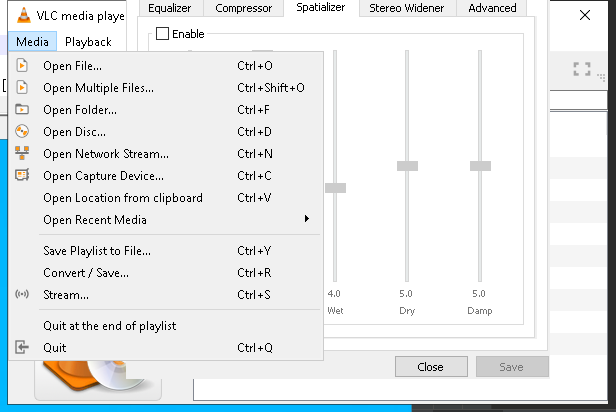 VLC media playe
Equalizer Compressor Spatializer Stereo Widener Advanced
Media Playback
Enable
Open File... Ctrl+O
Open Multiple Files... Ctrl+Shift+O
Open Folder... Ctrl+F
Open Disc... Ctrl+D
Open Network Stream... Ctrl+N
Open Capture Device... Ctrl+C
Open Location from clipboard Ctrl+V
Open Recent Media
Save Playlist to File... Ctrl+Y
Convert / Save... Ctrl+R
Stream... Ctrl+S
Quit at the end of playlist
Quit Ctrl+Q
4.0 5.0 5.0
Wet Dry Damp
Close Save